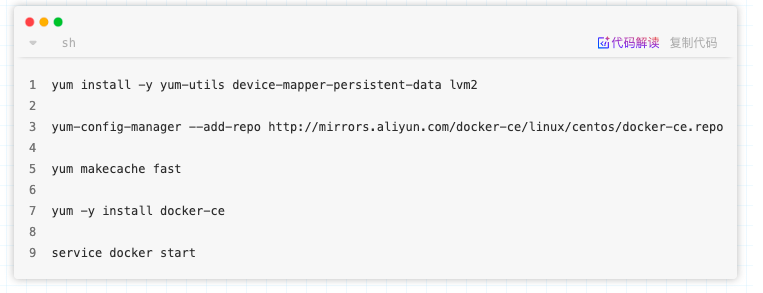 sh
代码解读 复制代码
1 yum install -y yum-utils device-mapper-persistent-data lvm2
2
3 yum-config-manager --add-repo http://mirrors.aliyun.com/docker-ce/linux/centos/docker-ce.repo
4
5 yum makecache fast
6
7 yum -y install docker-ce
8
9 service docker start